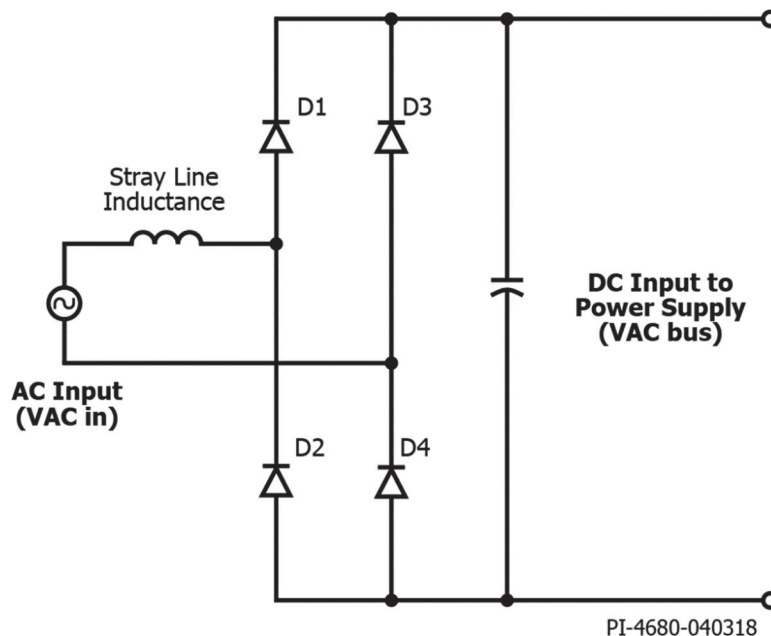 D1
D3
Stray Line
Inductance
DC Input to
Power Supply
(VAC bus)
AC Input
(VAC in)
D2
D4
PI-4680-040318